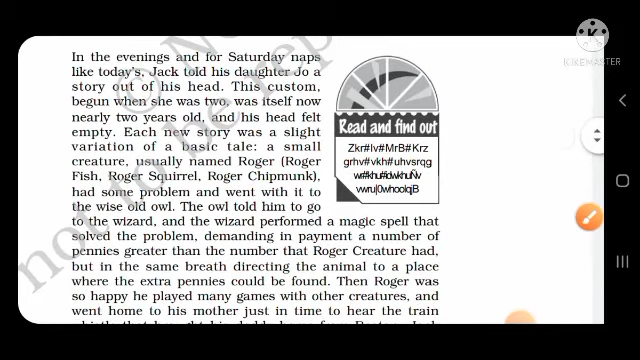 In the evenings and for Saturday naps
like today's, Jack told his daughter Jo a
story out of his head. This custom,
begun when she was two, was itself now
nearly two years old, and his head felt
empty. Each new story was a slight
variation of a basic tale: a small
creature, usually named Roger (Roger
Fish, Roger Squirrel, Roger Chipmunk),
had some problem and went with it to
the wise old owl. The owl told him to go
to the wizard, and the wizard performed a magic spell that
solved the problem, demanding in payment a number of
pennies greater than the number that Roger Creature had,
but in the same breath directing the animal to a place
where the extra pennies could be found. Then Roger was
so happy he played many games with other creatures, and
went home to his mother just in time to hear the train
Read and find out
Zkr#Iv#MrB#Krz
grhv#vkh#uhvsrqg
wr#khu#idwkhuÑv
vwru|0whoolqjB
© N
not to be rep
KIKEMASTER